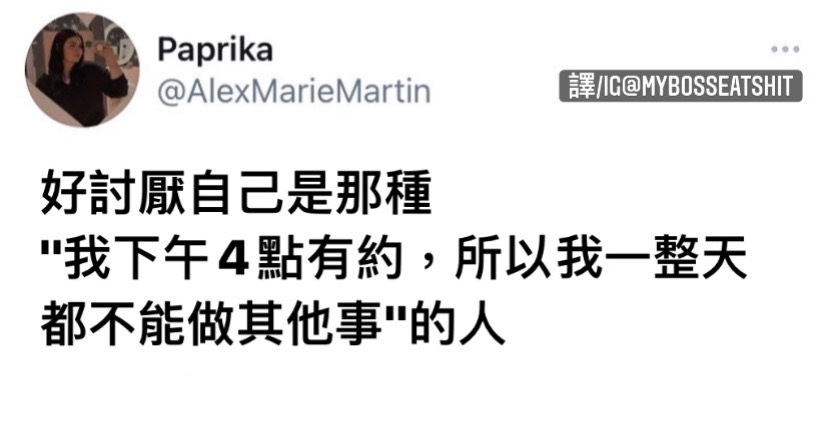 Paprika
@AlexMarieMartin
譯/IG@MYBOSSEATSHIT
好討厭自己是那種
"我下午4點有約，所以我一整天
都不能做其他事"的人